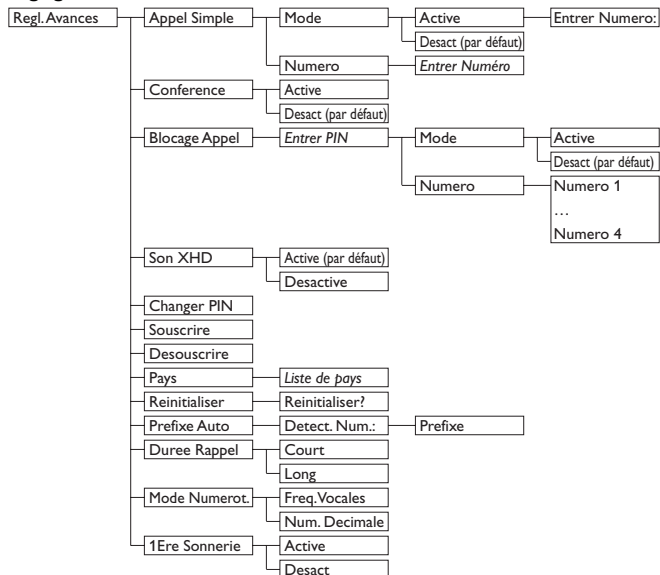 Regl. Avances Appel Simple Mode Active Entrer Numero:
Desact (par défaut)
Numero Entrer Numéro
Conference Active
Desact (par défaut)
Blocage Appel Entrer PIN Mode Active
Desact (par défaut)
Numero Numero 1
…
Numero 4
Son XHD Active (par défaut)
Desactive
Changer PIN
Souscrire
Desouscrire
Pays Liste de pays
Reinitialiser Reinitialiser?
Prefixe Auto Detect. Num.: Prefixe
Duree Rappel Court
Long
Mode Numerot. Freq.Vocales
Num. Decimale
1Ere Sonnerie Active
Desact